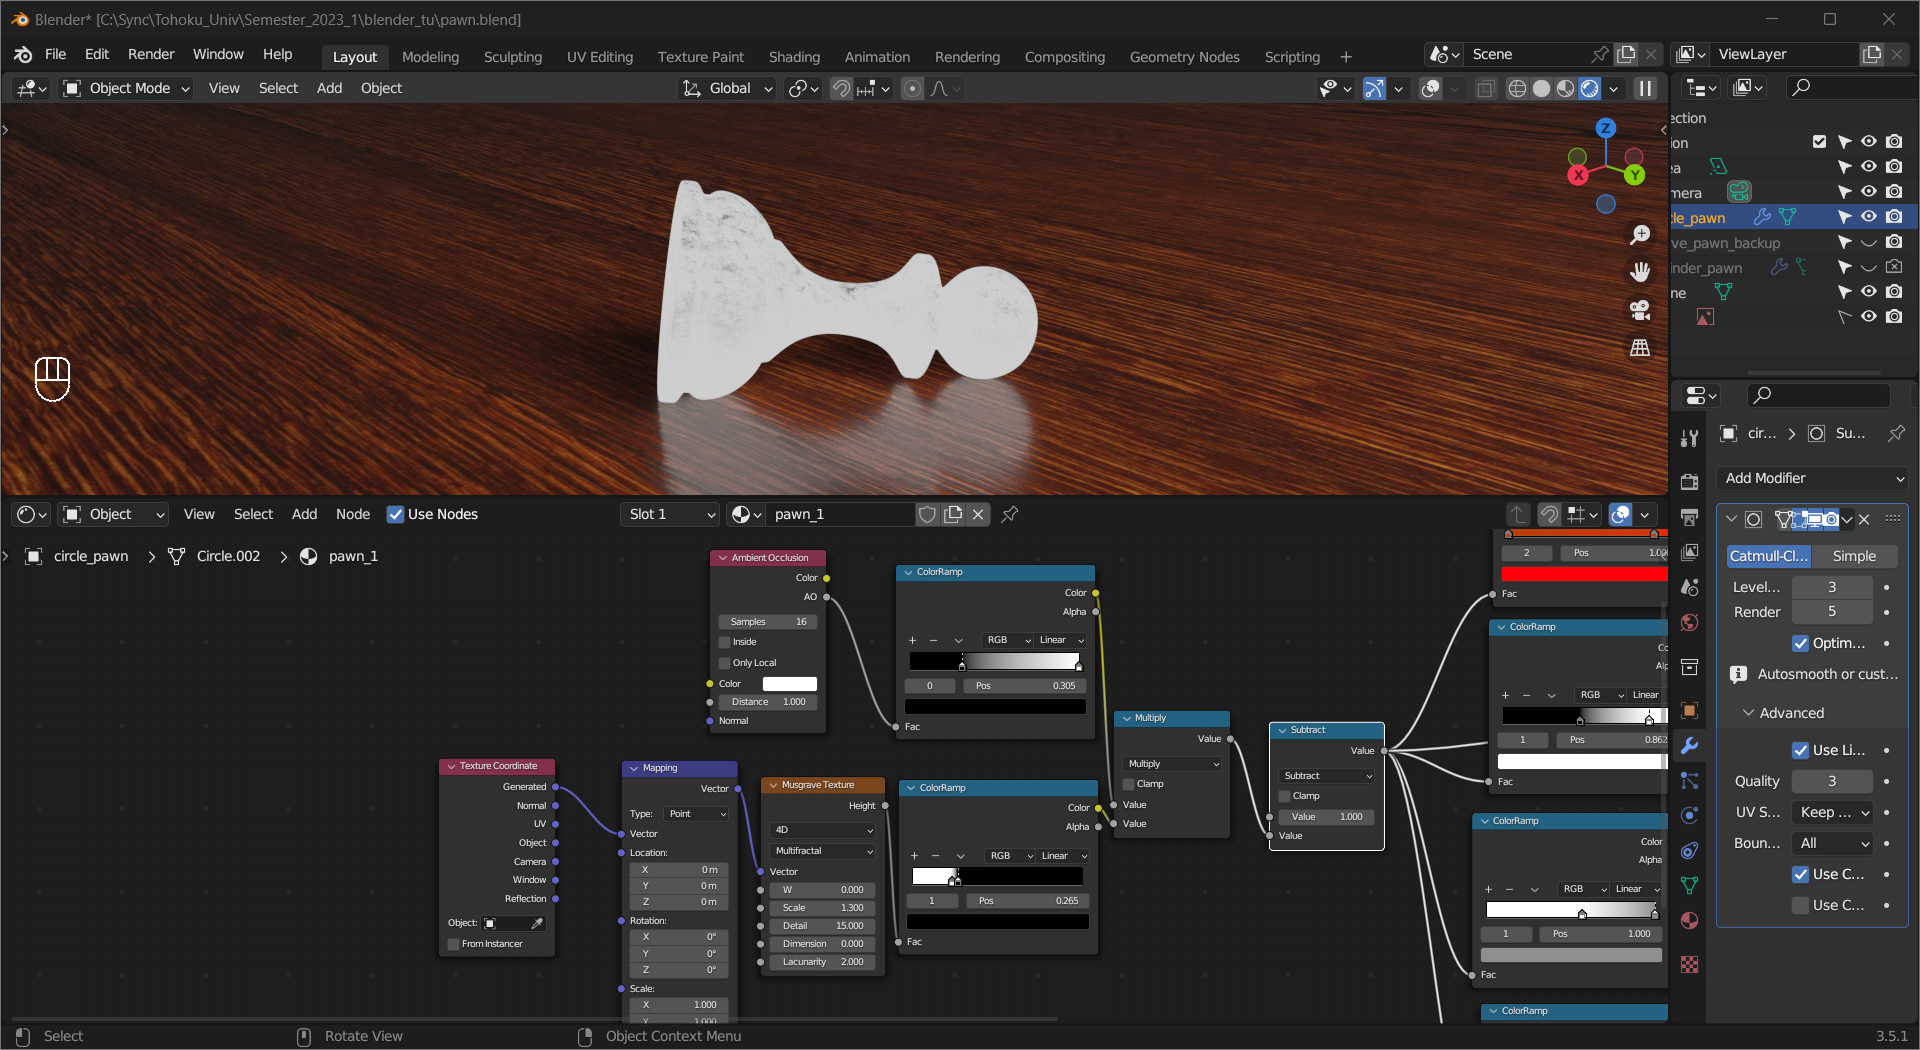 Blender* [C:\Sync\Tohoku_Univ\Semester_2023_1\blender_tu\pawn.blend]
File Edit Render Window Help Layout Modeling Sculpting UV Editing Texture Paint Shading Animation Rendering Compositing Geometry Nodes Scripting + Scene ViewLayer
Object Mode View Select Add Object Global
Z
X Y
ection
ion
ea
mera
cle_pawn
ve_pawn_backup
inder_pawn
ne
cir... > Su...
Add Modifier
Catmull-Cl... Simple
Level... 3
Render 5
Optim...
Autosmooth or cust...
Advanced
Use Li...
Quality 3
UV S... Keep ...
Boun... All
Use C...
Use C...
Object View Select Add Node Use Nodes Slot 1 pawn_1
circle_pawn > Circle.002 > pawn_1
Ambient Occlusion
Color
AO
Samples 16
Inside
Only Local
Color
Distance 1.000
Normal
ColorRamp
Color
Alpha
+ − RGB Linear
0 Pos 0.305
Fac
Texture Coordinate
Generated
Normal
UV
Object
Camera
Window
Reflection
Object:
From Instancer
Mapping
Vector
Type: Point
Vector
Location:
X 0 m
Y 0 m
Z 0 m
Rotation:
X 0°
Y 0°
Z 0°
Scale:
X 1.000
Y 1.000
Musgrave Texture
Height
4D
Multifractal
Vector
W 0.000
Scale 1.300
Detail 15.000
Dimension 0.000
Lacunarity 2.000
ColorRamp
Color
Alpha
+ − RGB Linear
1 Pos 0.265
Fac
Multiply
Value
Multiply
Clamp
Value
Value
Subtract
Value
Subtract
Clamp
Value 1.000
Value
2 Pos 1.00
Fac
ColorRamp
Co
Alp
+ − RGB Linear
1 Pos 0.862
Fac
ColorRamp
Color
Alpha
+ − RGB Linear
1 Pos 1.000
Fac
ColorRamp
Select Rotate View Object Context Menu 3.5.1